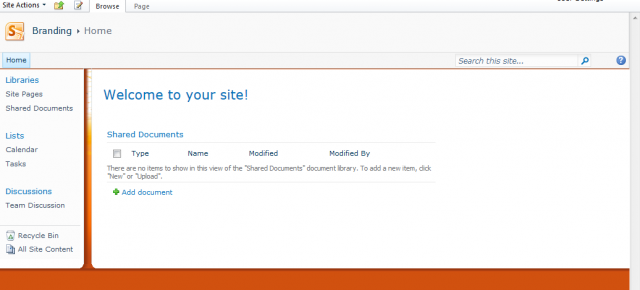 Site Actions Browse Page
Branding Home
Home Search this site...
Libraries
Site Pages
Shared Documents
Lists
Calendar
Tasks
Discussions
Team Discussion
Recycle Bin
All Site Content
Welcome to your site!
Shared Documents
Type Name Modified Modified By
There are no items to show in this view of the "Shared Documents" document library. To add a new item, click
"New" or "Upload".
Add document